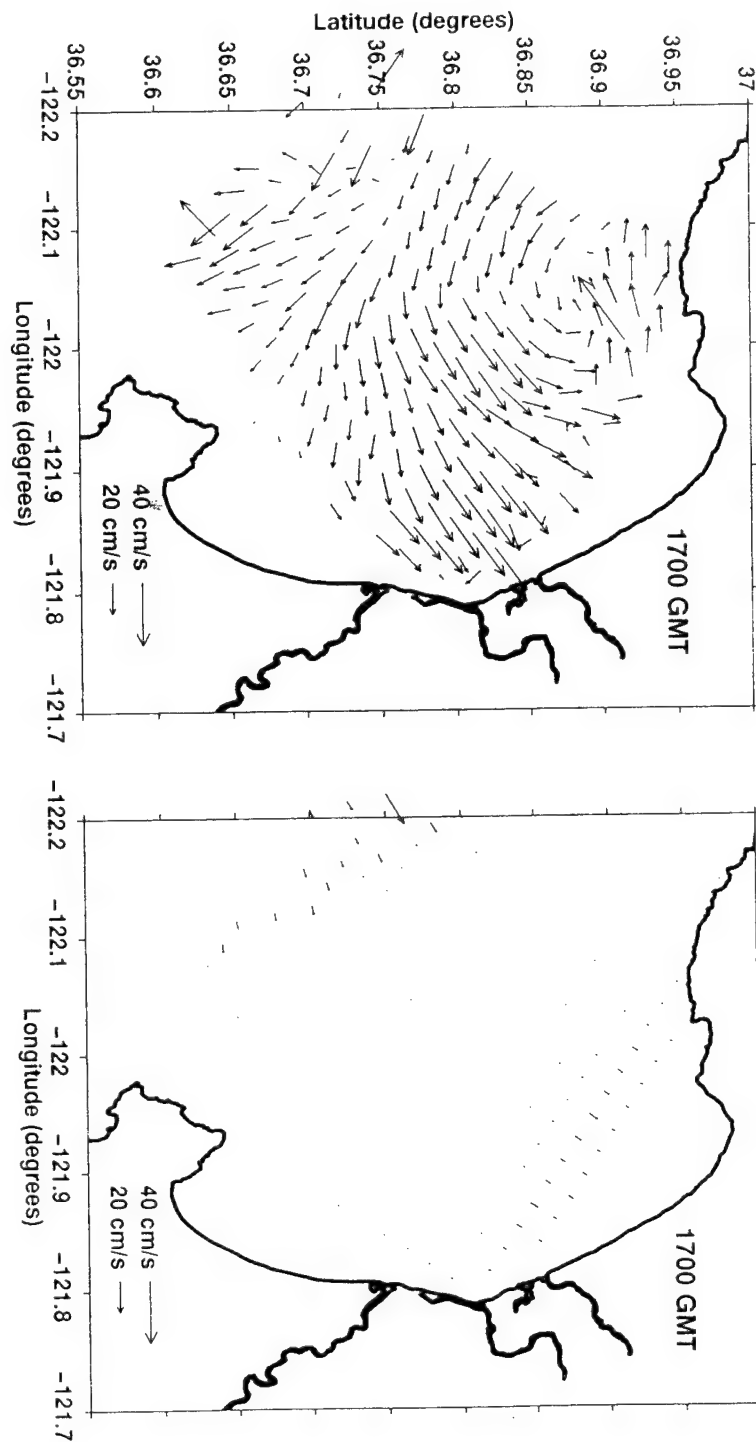 Latitude (degrees)
37
36.95
36.9
36.85
36.8
36.75
36.7
36.65
36.6
36.55
−122.2
−122.1
−122
−121.9
−121.8
−121.7
Longitude (degrees)
1700 GMT
40 cm/s
20 cm/s
−122.2
−122.1
−122
−121.9
−121.8
−121.7
Longitude (degrees)
1700 GMT
40 cm/s
20 cm/s